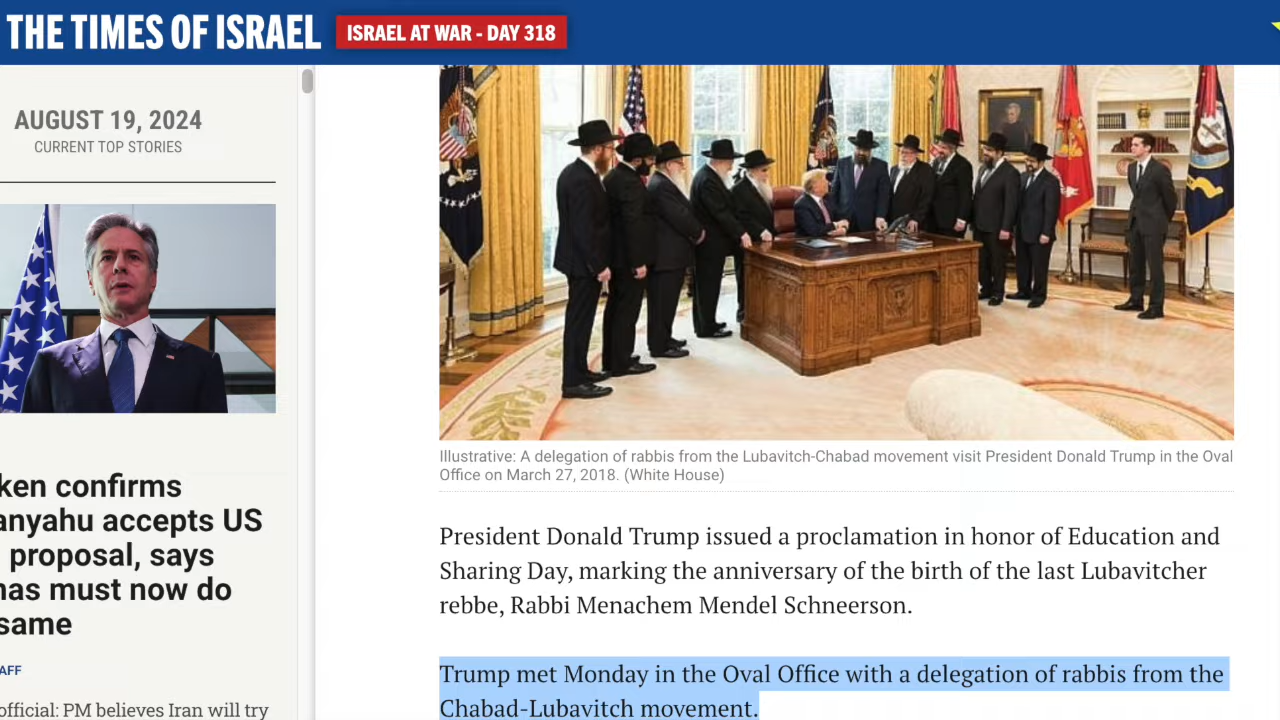 THE TIMES OF ISRAEL
ISRAEL AT WAR - DAY 318
AUGUST 19, 2024
CURRENT TOP STORIES
ken confirms
anyahu accepts US
proposal, says
nas must now do
same
AFF
official: PM believes Iran will try
Illustrative: A delegation of rabbis from the Lubavitch-Chabad movement visit President Donald Trump in the Oval
Office on March 27, 2018. (White House)
President Donald Trump issued a proclamation in honor of Education and
Sharing Day, marking the anniversary of the birth of the last Lubavitcher
rebbe, Rabbi Menachem Mendel Schneerson.
Trump met Monday in the Oval Office with a delegation of rabbis from the
Chabad-Lubavitch movement.